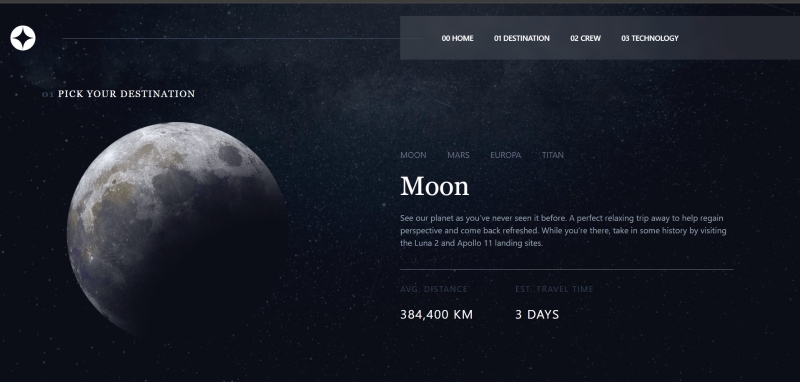 00 HOME 01 DESTINATION 02 CREW 03 TECHNOLOGY
01 PICK YOUR DESTINATION
MOON MARS EUROPA TITAN
Moon
See our planet as you've never seen it before. A perfect relaxing trip away to help regain
perspective and come back refreshed. While you're there, take in some history by visiting
the Luna 2 and Apollo 11 landing sites.
AVG. DISTANCE EST. TRAVEL TIME
384,400 KM 3 DAYS